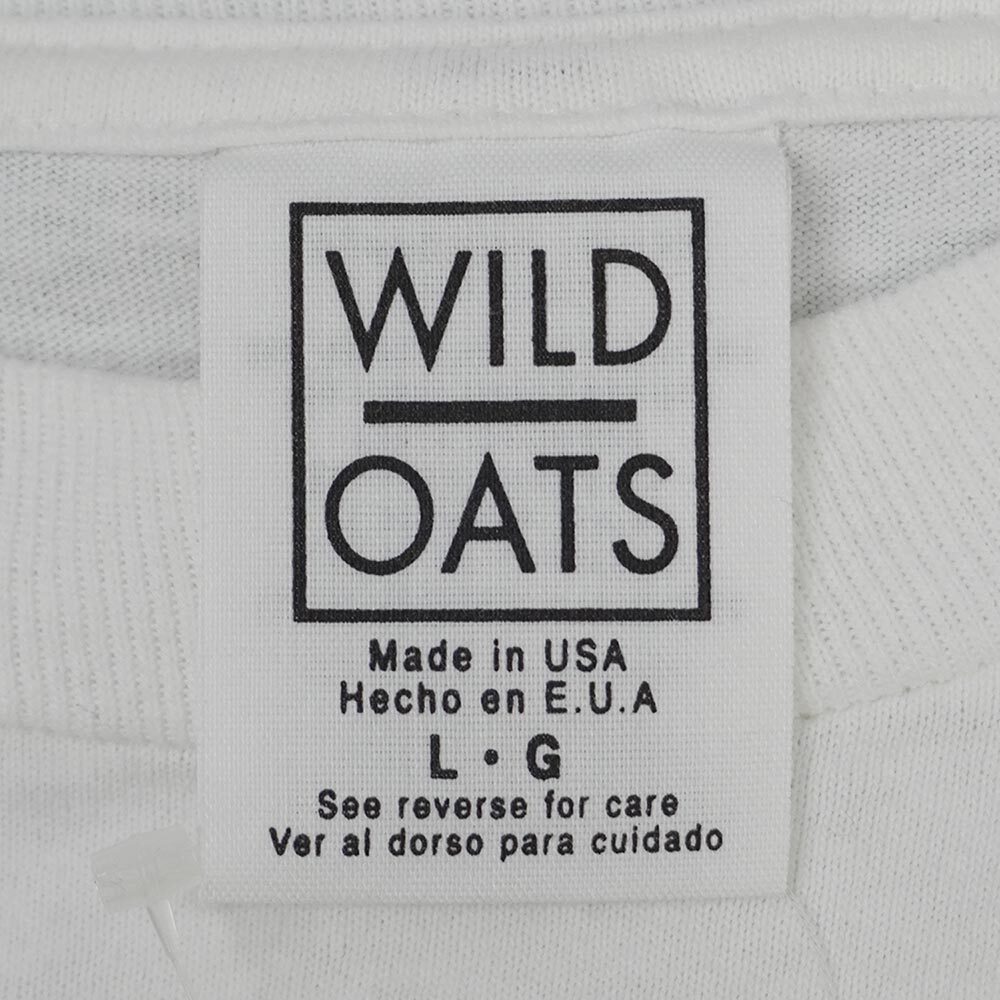 WILD
OATS
Made in USA
Hecho en E.U.A
L • G
See reverse for care
Ver al dorso para cuidado